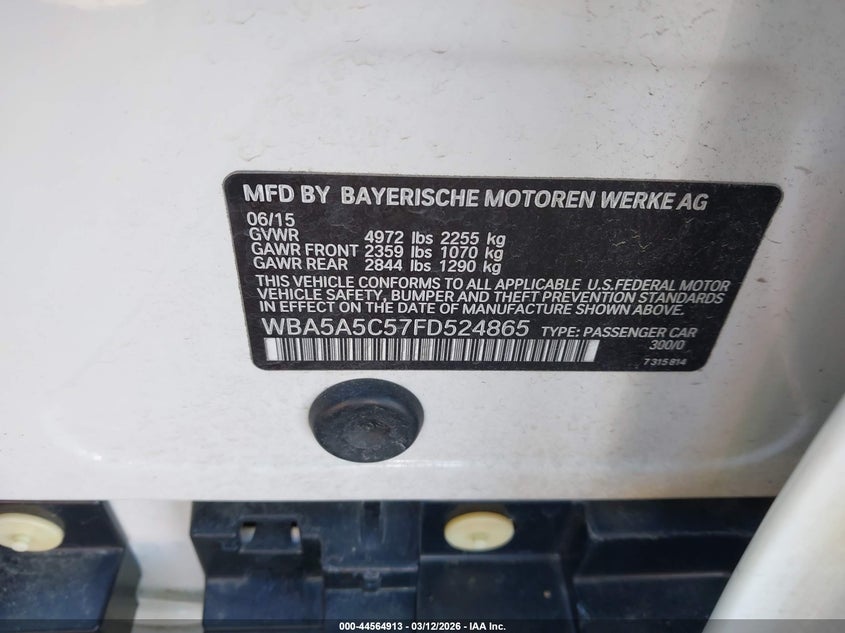 MFD BY BAYERISCHE MOTOREN WERKE AG
06/15
GVWR 4972 lbs 2255 kg
GAWR FRONT 2359 lbs 1070 kg
GAWR REAR 2844 lbs 1290 kg
THIS VEHICLE CONFORMS TO ALL APPLICABLE U.S.FEDERAL MOTOR
VEHICLE SAFETY, BUMPER AND THEFT PREVENTION STANDARDS
IN EFFECT ON THE DATE OF MANUFACTURE SHOWN ABOVE.
WBA5A5C57FD524865 TYPE: PASSENGER CAR
300/0
7315814
000-44564913 - 03/12/2026 - IAA Inc.